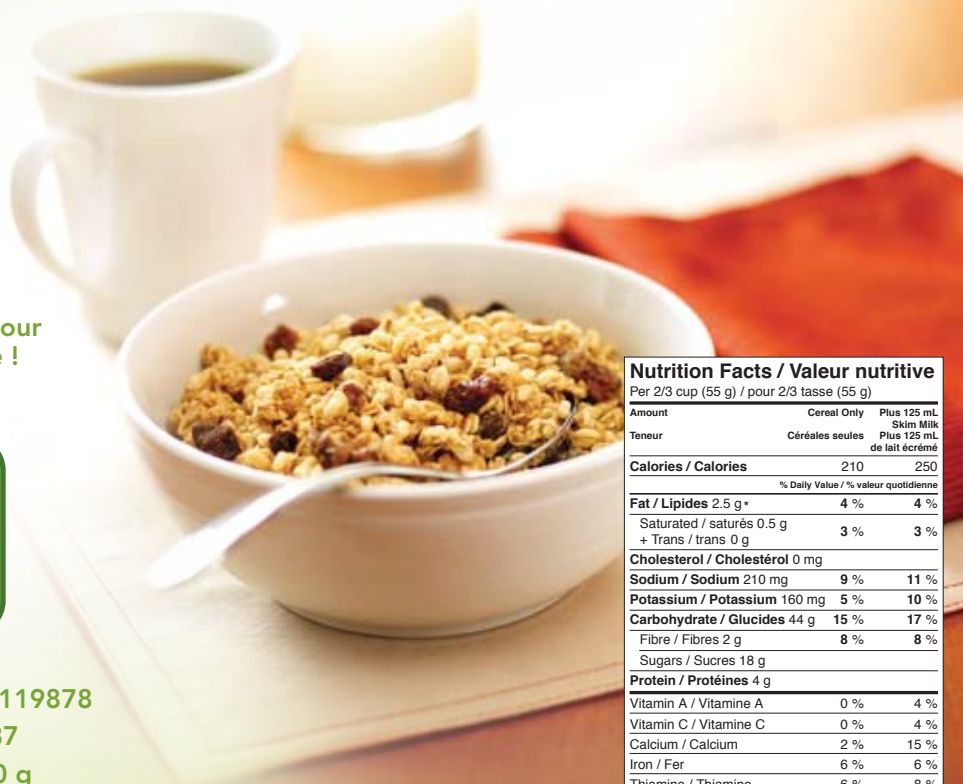 our
e !
119878
37
0 g
Nutrition Facts / Valeur nutritive
Per 2/3 cup (55 g) / pour 2/3 tasse (55 g)
Amount Cereal Only Plus 125 mL
Skim Milk
Teneur Céréales seules Plus 125 mL
de lait écrémé
Calories / Calories 210 250
% Daily Value / % valeur quotidienne
Fat / Lipides 2.5 g* 4 % 4 %
Saturated / saturés 0.5 g
+ Trans / trans 0 g 3 % 3 %
Cholesterol / Cholestérol 0 mg
Sodium / Sodium 210 mg 9 % 11 %
Potassium / Potassium 160 mg 5 % 10 %
Carbohydrate / Glucides 44 g 15 % 17 %
Fibre / Fibres 2 g 8 % 8 %
Sugars / Sucres 18 g
Protein / Protéines 4 g
Vitamin A / Vitamine A 0 % 4 %
Vitamin C / Vitamine C 0 % 4 %
Calcium / Calcium 2 % 15 %
Iron / Fer 6 % 6 %
Thiamine / Thiamine 6 % 8 %